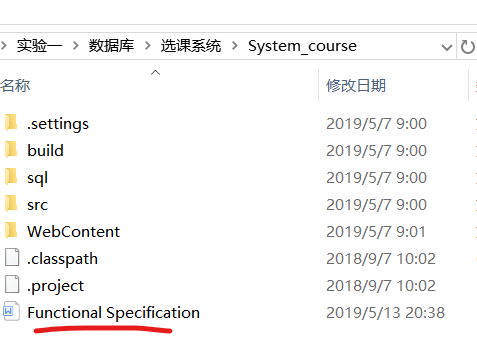 实验一 > 数据库 > 选课系统 > System_course
名称 修改日期
.settings 2019/5/7 9:00
build 2019/5/7 9:00
sql 2019/5/7 9:00
src 2019/5/7 9:00
WebContent 2019/5/7 9:01
.classpath 2018/9/7 10:02
.project 2018/9/7 10:02
Functional Specification 2019/5/13 20:38